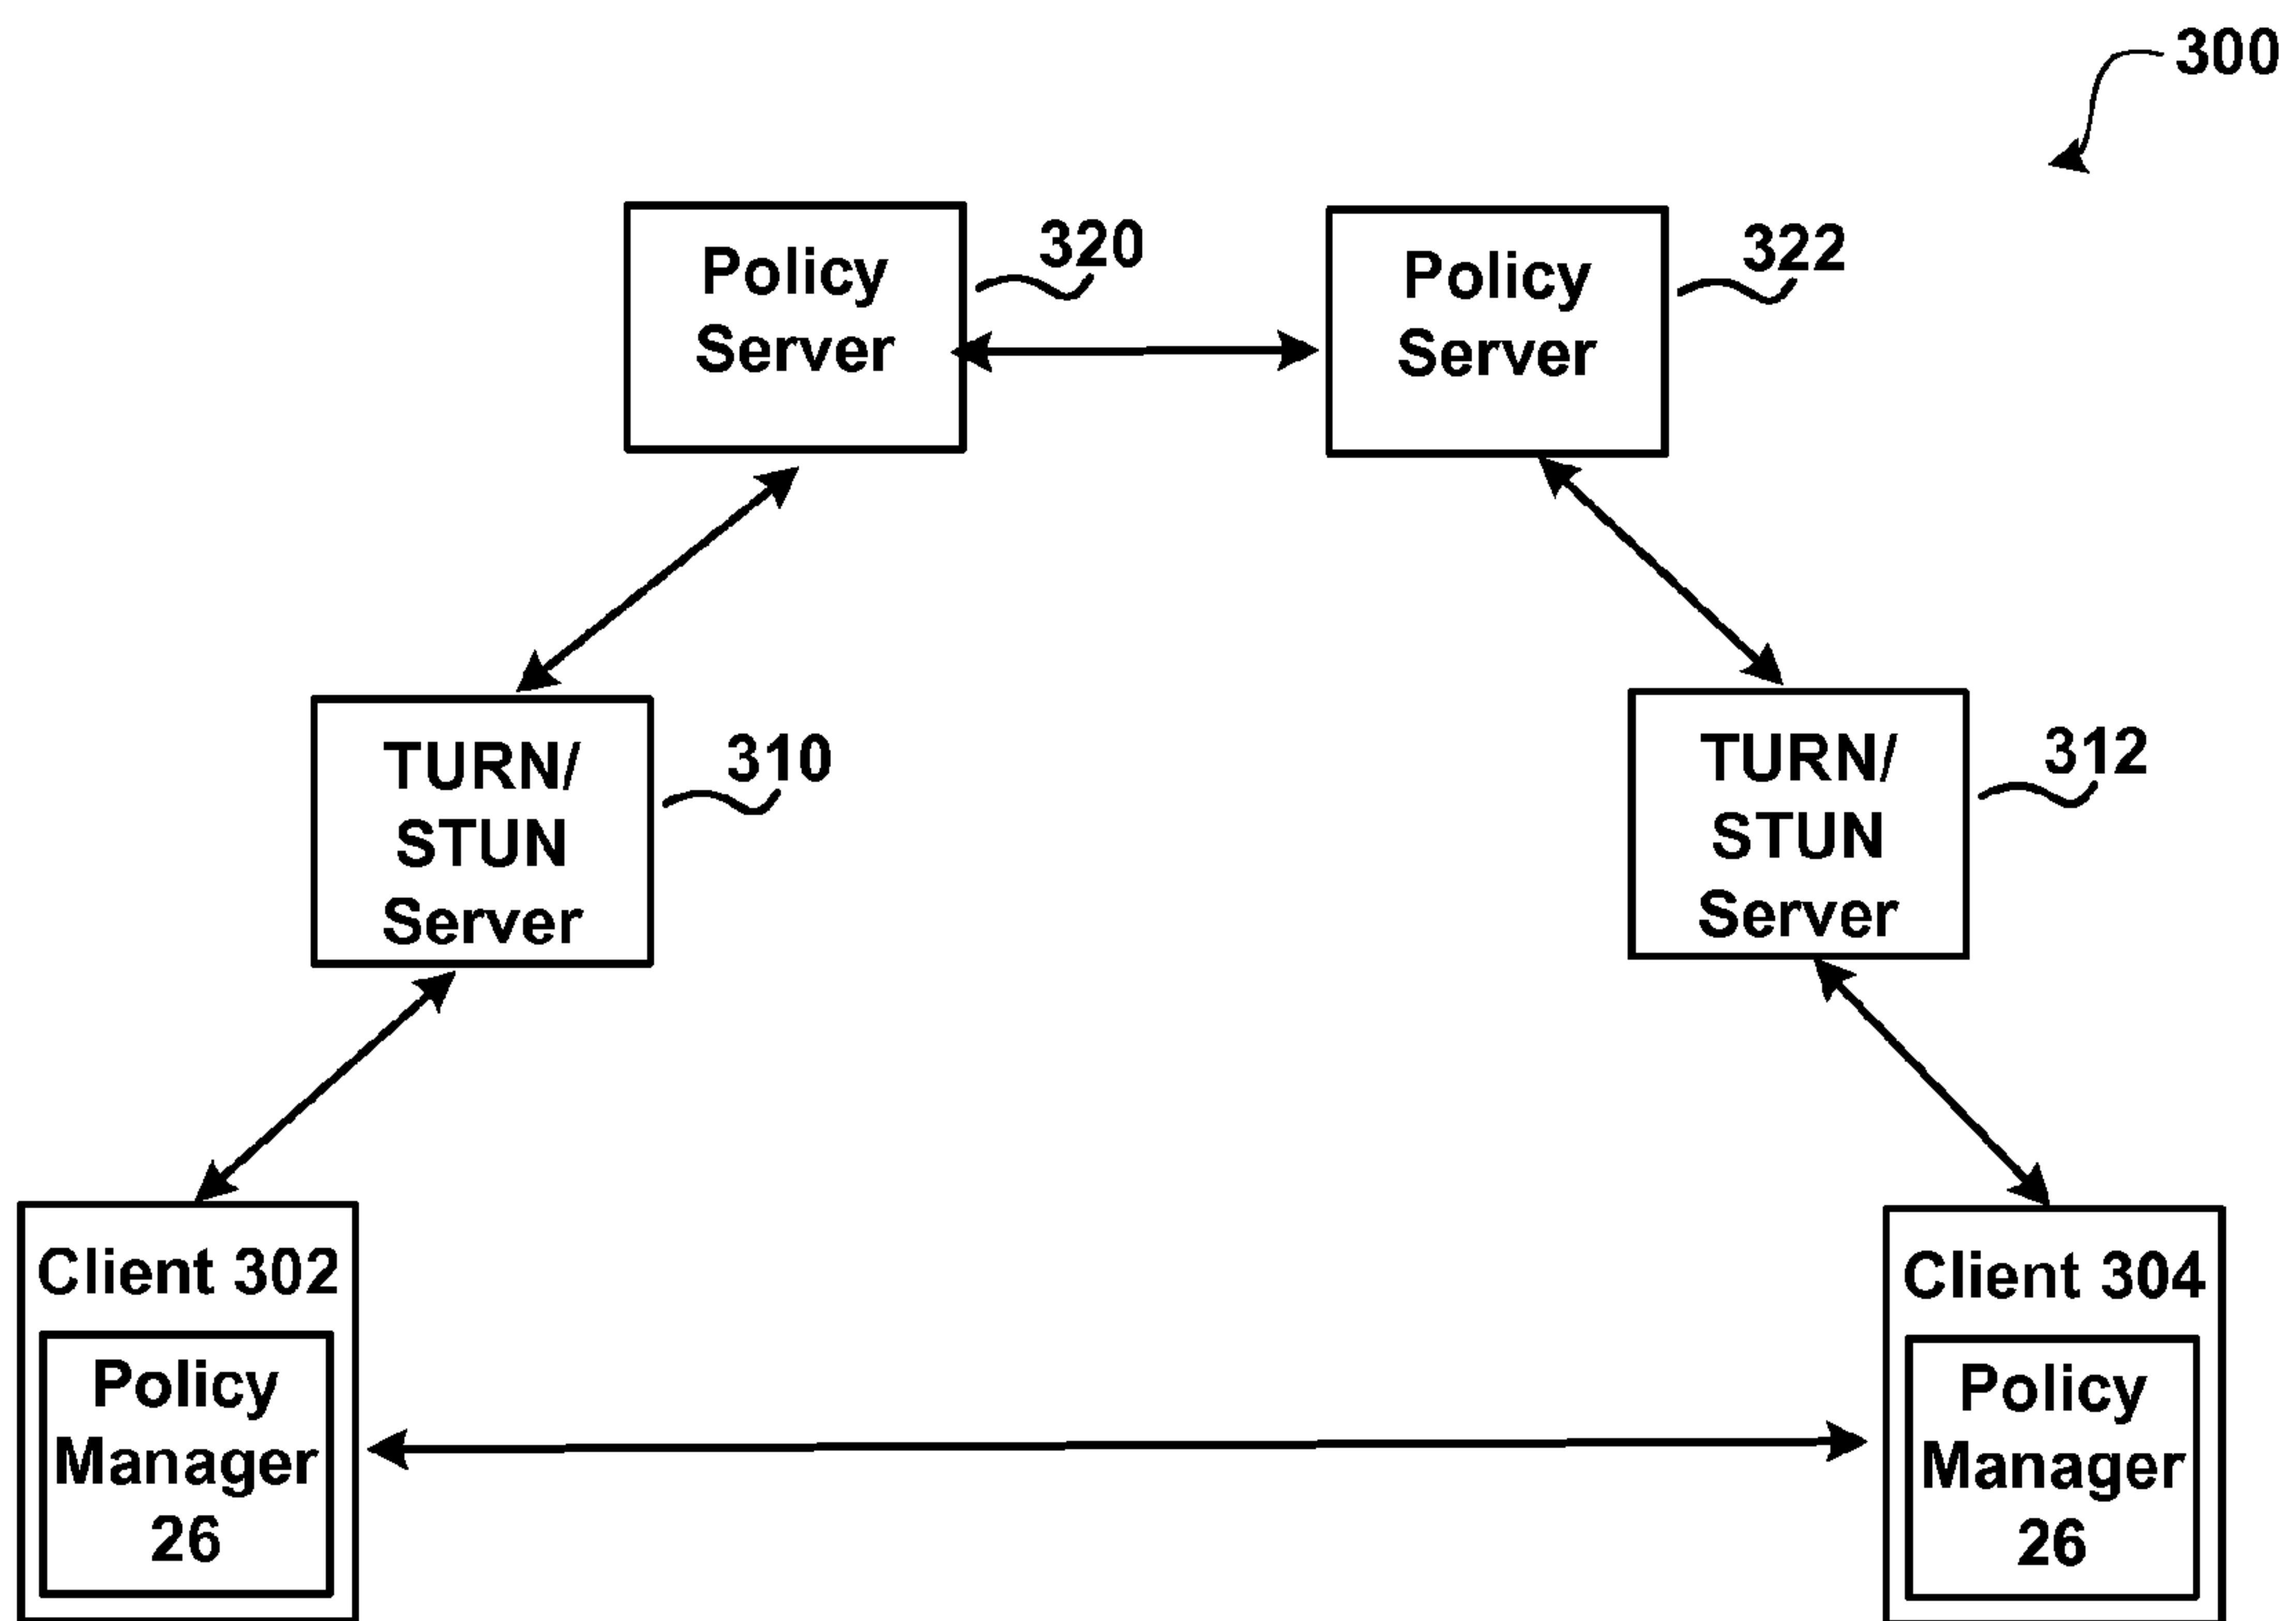 300
Policy
Server
320
Policy
Server
322
TURN/
STUN
Server
310
TURN/
STUN
Server
312
Client 302
Policy
Manager
26
Client 304
Policy
Manager
26